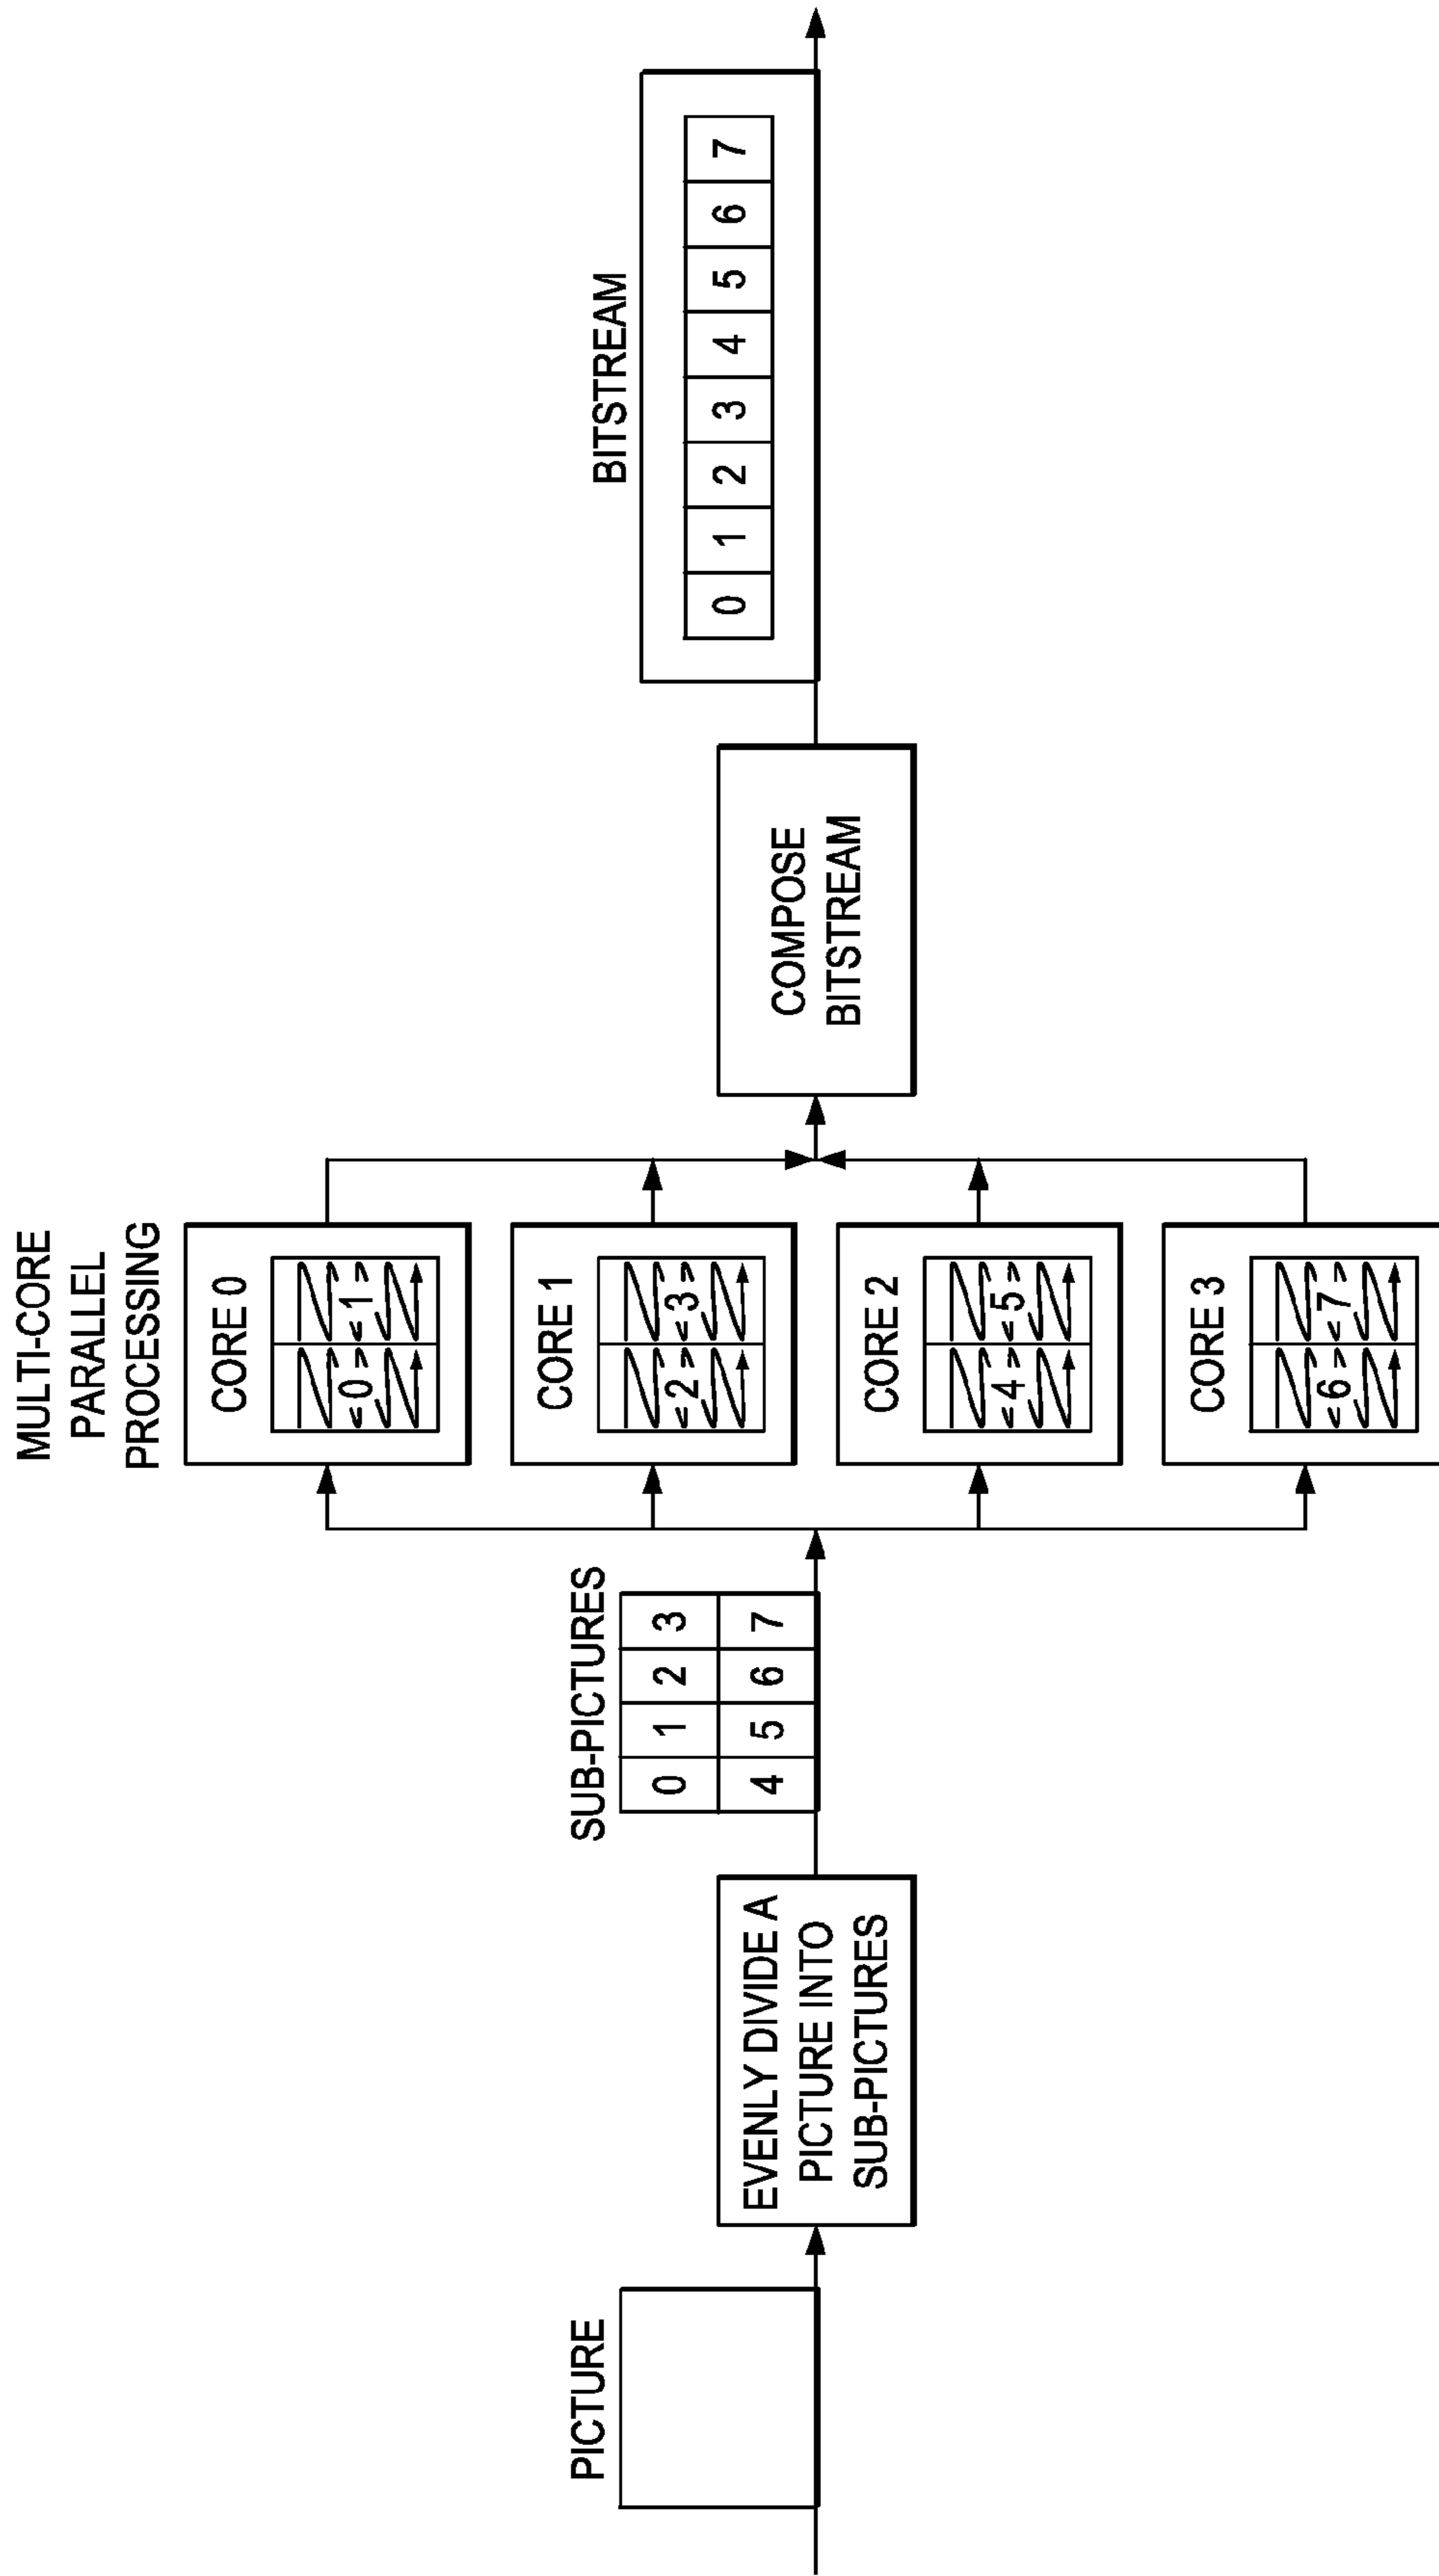 PICTURE
EVENLY DIVIDE A
PICTURE INTO
SUB-PICTURES
SUB-PICTURES
0 1 2 3
4 5 6 7
MULTI-CORE
PARALLEL
PROCESSING
CORE 0
0 1
CORE 1
2 3
CORE 2
4 5
CORE 3
6 7
COMPOSE
BITSTREAM
BITSTREAM
0 1 2 3 4 5 6 7